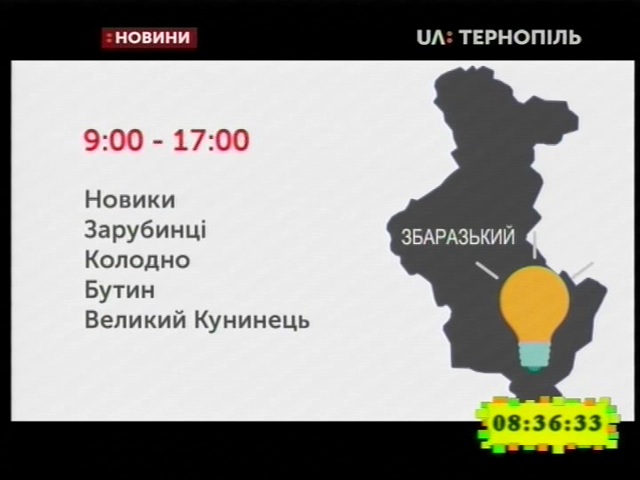 :НОВИНИ
UA: ТЕРНОПІЛЬ
9:00 - 17:00
Новики
Зарубинці
Колодно
Бутин
Великий Кунинець
ЗБАРАЗЬКИЙ
08:36:33